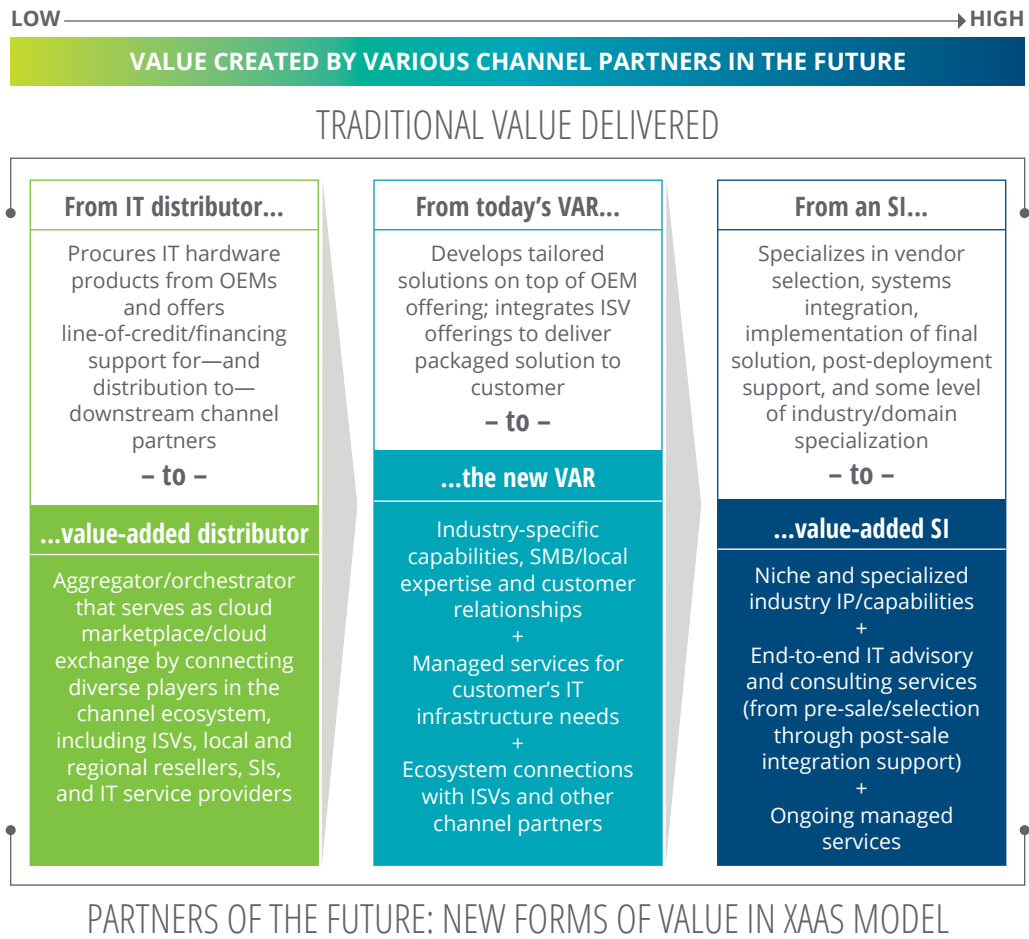 LOW
HIGH
VALUE CREATED BY VARIOUS CHANNEL PARTNERS IN THE FUTURE
TRADITIONAL VALUE DELIVERED
From IT distributor...
Procures IT hardware
products from OEMs
and offers
line-of-credit/financing
support for—and
distribution to—
downstream channel
partners
– to –
...value-added distributor
Aggregator/orchestrator
that serves as cloud
marketplace/cloud
exchange by connecting
diverse players in the
channel ecosystem,
including ISVs, local and
regional resellers, SIs,
and IT service providers
From today's VAR...
Develops tailored
solutions on top of OEM
offering; integrates ISV
offerings to deliver
packaged solution to
customer
– to –
...the new VAR
Industry-specific
capabilities, SMB/local
expertise and customer
relationships
+
Managed services for
customer's IT
infrastructure needs
+
Ecosystem connections
with ISVs and other
channel partners
From an SI...
Specializes in vendor
selection, systems
integration,
implementation of final
solution, post-deployment
support, and some level
of industry/domain
specialization
– to –
...value-added SI
Niche and specialized
industry IP/capabilities
+
End-to-end IT advisory
and consulting services
(from pre-sale/selection
through post-sale
integration support)
+
Ongoing managed
services
PARTNERS OF THE FUTURE: NEW FORMS OF VALUE IN XAAS MODEL